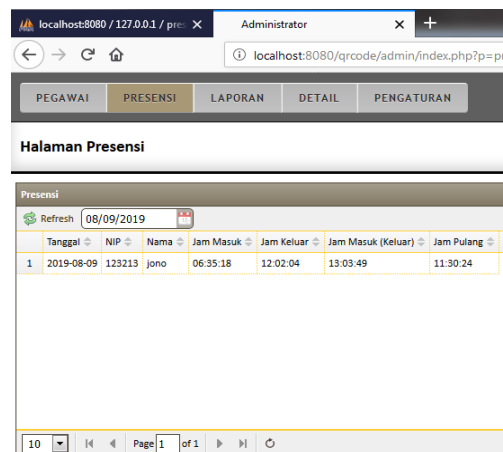 localhost:8080 / 127.0.0.1 / pres
Administrator
localhost:8080/qrcode/admin/index.php?p=p
PEGAWAI PRESENSI LAPORAN DETAIL PENGATURAN
Halaman Presensi
Presensi
Refresh 08/09/2019
Tanggal NIP Nama Jam Masuk Jam Keluar Jam Masuk (Keluar) Jam Pulang
1 2019-08-09 123213 jono 06:35:18 12:02:04 13:03:49 11:30:24
10 Page 1 of 1